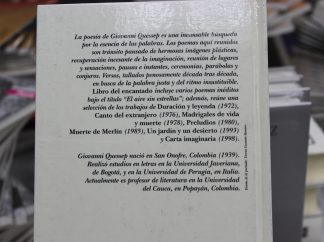 La poesía de Giovanni Quessep es una incansable búsqueda
por la esencia de las palabras. Los poemas aquí reunidos
son tránsito poseído de hermosas imágenes plásticas,
recuperación incesante de la imaginación, reunión de lugares
y sensaciones, pausas e instantes, ceremonias, parábolas y
conjuros. Versos, tallados pensadamente década tras década,
en busca de la palabra justa y del ritmo insustituible.
Libro del encantado incluye varios poemas inéditos
bajo el título "El aire sin estrellas"; además, reúne una
selección de los trabajos de Duración y leyenda (1972),
Canto del extranjero (1976), Madrigales de vida
y muerte (1978), Preludios (1980),
Muerte de Merlín (1985), Un jardín y un desierto (1993)
y Carta imaginaria (1998).
Giovanni Quessep nació en San Onofre, Colombia (1939).
Realizó estudios en letras en la Universidad Javeriana,
de Bogotá, y en la Universidad de Perugia, en Italia.
Actualmente es profesor de literatura en la Universidad
del Cauca, en Popayán, Colombia.